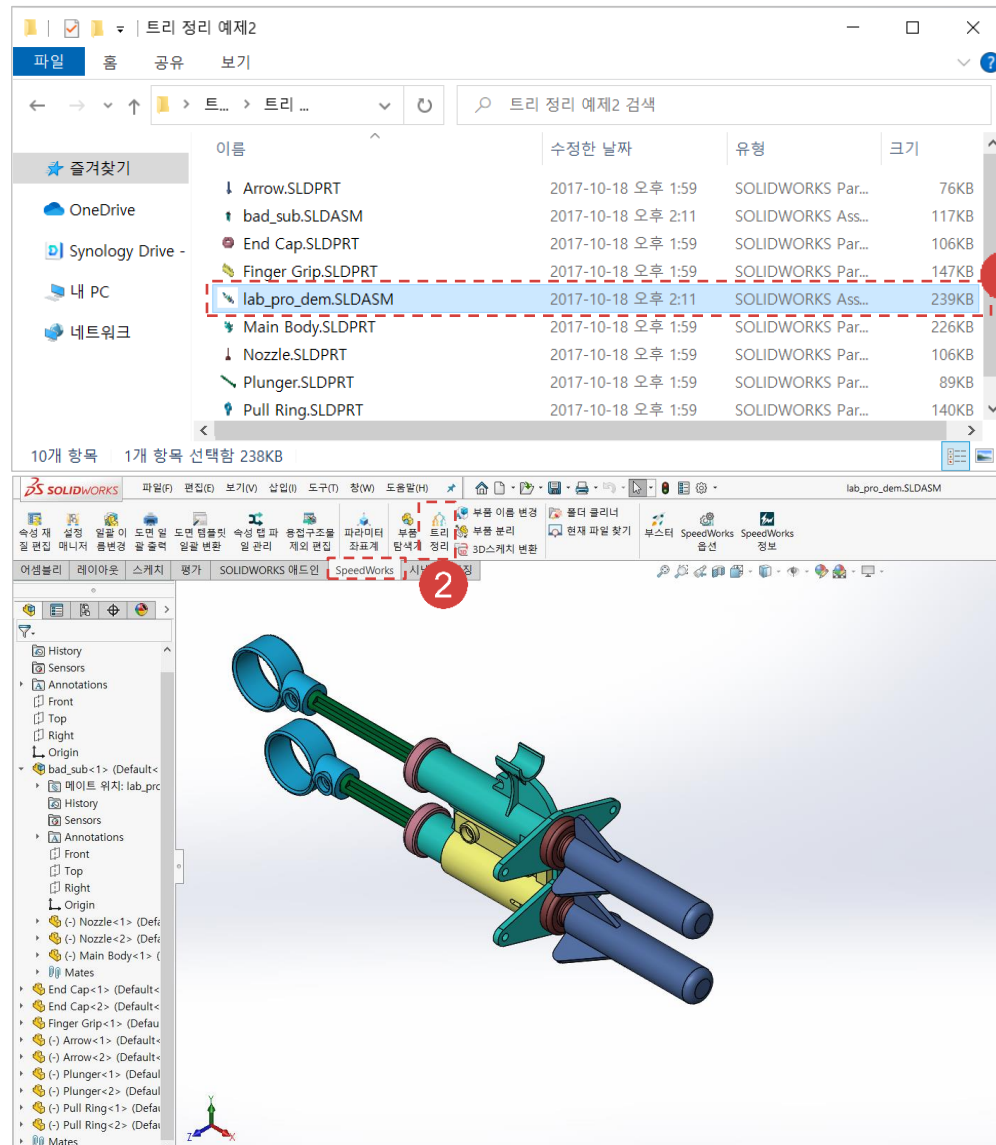 트리 정리 예제2
파일 홈 공유 보기
트... 트리 ... 트리 정리 예제2 검색
이름 수정한 날짜 유형 크기
즐겨찾기
OneDrive
Synology Drive -
내 PC
네트워크
Arrow.SLDPRT 2017-10-18 오후 1:59 SOLIDWORKS Par... 76KB
bad_sub.SLDASM 2017-10-18 오후 2:11 SOLIDWORKS Ass... 117KB
End Cap.SLDPRT 2017-10-18 오후 1:59 SOLIDWORKS Par... 106KB
Finger Grip.SLDPRT 2017-10-18 오후 1:59 SOLIDWORKS Par... 147KB
lab_pro_dem.SLDASM 2017-10-18 오후 2:11 SOLIDWORKS Ass... 239KB
Main Body.SLDPRT 2017-10-18 오후 1:59 SOLIDWORKS Par... 226KB
Nozzle.SLDPRT 2017-10-18 오후 1:59 SOLIDWORKS Par... 106KB
Plunger.SLDPRT 2017-10-18 오후 1:59 SOLIDWORKS Par... 89KB
Pull Ring.SLDPRT 2017-10-18 오후 1:59 SOLIDWORKS Par... 140KB
10개 항목 1개 항목 선택함 238KB
SOLIDWORKS 파일(F) 편집(E) 보기(V) 삽입(I) 도구(T) 창(W) 도움말(H) lab_pro_dem.SLDASM
속성 재 설정 일괄 이 도면 일 도면 템플릿 속성 탭 파 용접구조물 파라미터 부품 트리 부품 이름 변경 폴더 클리너 부스터 SpeedWorks SpeedWorks
질 편집 매니저 름변경 괄 출력 일괄 변환 일 관리 제외 편집 좌표계 탐색기 정리 부품 분리 현재 파일 찾기 옵션 정보
3D스케치 변환
어셈블리 레이아웃 스케치 평가 SOLIDWORKS 애드인 SpeedWorks 2
History
Sensors
Annotations
Front
Top
Right
Origin
bad_sub<1> (Default<
메이트 위치: lab_pro
History
Sensors
Annotations
Front
Top
Right
Origin
(-) Nozzle<1> (Defa
(-) Nozzle<2> (Defa
(-) Main Body<1> (
Mates
End Cap<1> (Default<
End Cap<2> (Default<
Finger Grip<1> (Defau
(-) Arrow<1> (Default<
(-) Arrow<2> (Default<
(-) Plunger<1> (Defaul
(-) Plunger<2> (Defaul
(-) Pull Ring<1> (Defau
(-) Pull Ring<2> (Defau
Mates
Y
Z X